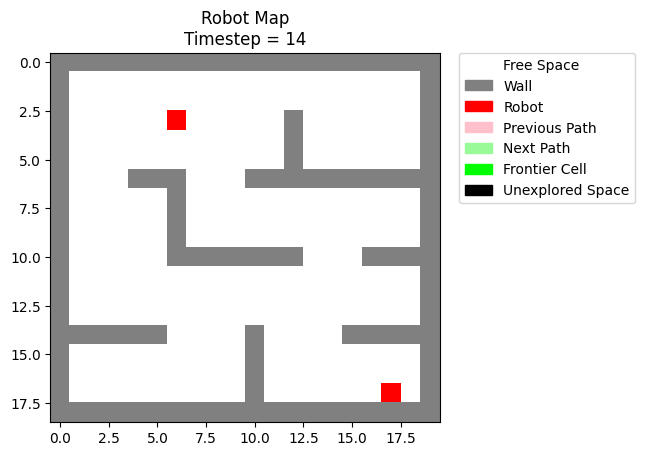 Robot Map
Timestep = 14
Free Space
Wall
Robot
Previous Path
Next Path
Frontier Cell
Unexplored Space
0.0
2.5
5.0
7.5
10.0
12.5
15.0
17.5
0.0
2.5
5.0
7.5
10.0
12.5
15.0
17.5